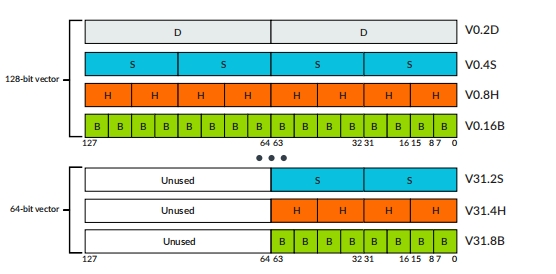 D D V0.2D
S S S S V0.4S
128-bit vector
H H H H H H H H V0.8H
B B B B B B B B B B B B B B B B V0.16B
127 64 63 32 31 16 15 8 7 0
Unused S S V31.2S
64-bit vector
Unused H H H H V31.4H
Unused B B B B B B B B V31.8B
127 64 63 32 31 16 15 8 7 0